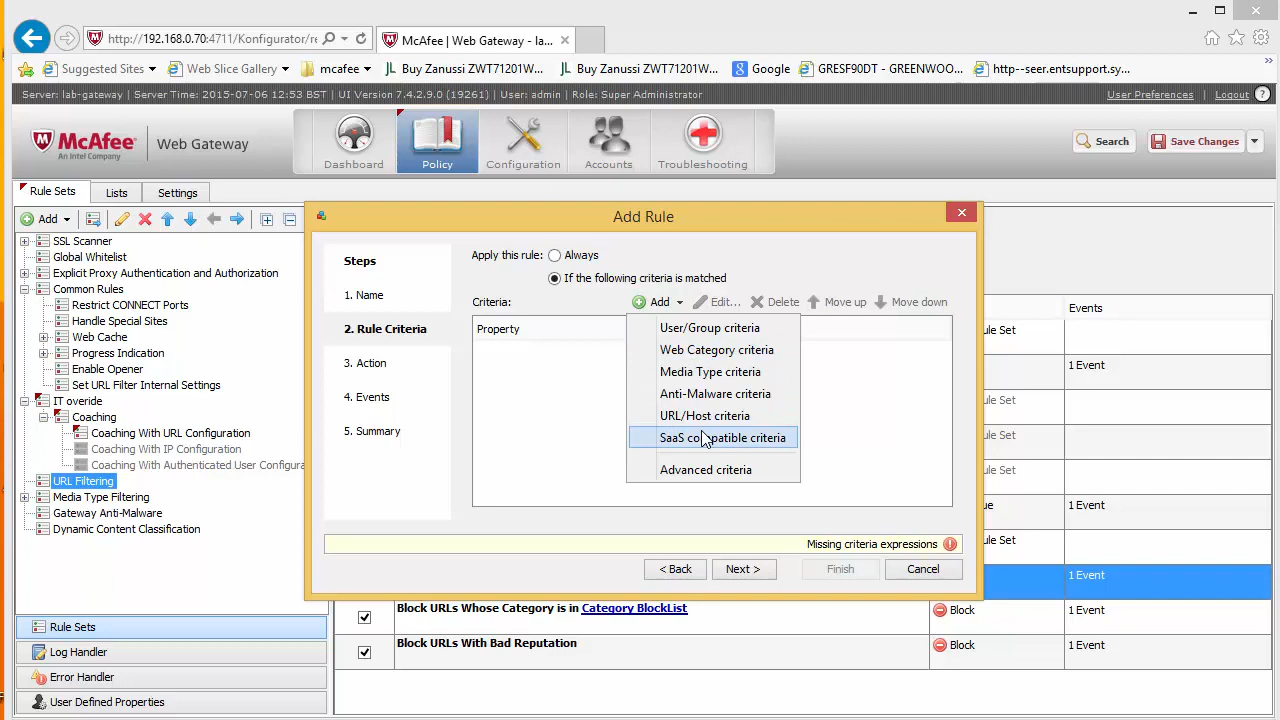 http://192.168.0.70:4711/Konfigurator/re
McAfee | Web Gateway - la...
Suggested Sites
Web Slice Gallery
mcafee
Buy Zanussi ZWT71201W...
Buy Zanussi ZWT71201W...
Google
GRESF90DT - GREENWOO...
http--seer.entsupport.sy...
Server: lab-gateway | Server Time: 2015-07-06 12:53 BST | UI Version 7.4.2.9.0 (19261) | User: admin | Role: Super Administrator
User Preferences
Logout
McAfee
An Intel Company
Web Gateway
Dashboard
Policy
Configuration
Accounts
Troubleshooting
Search
Save Changes
Rule Sets
Lists
Settings
Add
SSL Scanner
Global Whitelist
Explicit Proxy Authentication and Authorization
Common Rules
Restrict CONNECT Ports
Handle Special Sites
Web Cache
Progress Indication
Enable Opener
Set URL Filter Internal Settings
IT overide
Coaching
Coaching With URL Configuration
Coaching With IP Configuration
Coaching With Authenticated User Configura
URL Filtering
Media Type Filtering
Gateway Anti-Malware
Dynamic Content Classification
Rule Sets
Log Handler
Error Handler
User Defined Properties
Add Rule
Steps
1. Name
2. Rule Criteria
3. Action
4. Events
5. Summary
Apply this rule:
Always
If the following criteria is matched
Criteria:
Add
Edit...
Delete
Move up
Move down
Property
User/Group criteria
Web Category criteria
Media Type criteria
Anti-Malware criteria
URL/Host criteria
SaaS compatible criteria
Advanced criteria
Missing criteria expressions
< Back
Next >
Finish
Cancel
Events
le Set
1 Event
le Set
le Set
le Set
ue
1 Event
le Set
1 Event
Block URLs Whose Category is in Category BlockList
Block
1 Event
Block URLs With Bad Reputation
Block
1 Event